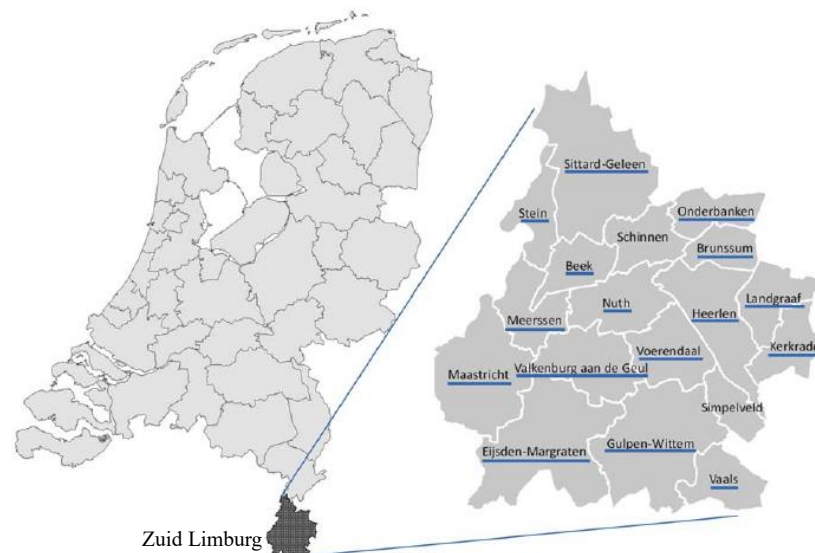 Sittard-Geleen
Stein
Onderbanken
Schinnen
Brunssum
Beek
Landgraaf
Nuth
Heerlen
Meerssen
Kerkrade
Voerendaal
Maastricht
Valkenburg aan de Geul
Simpelveld
Eijsden-Margraten
Gulpen-Wittem
Vaals
Zuid Limburg